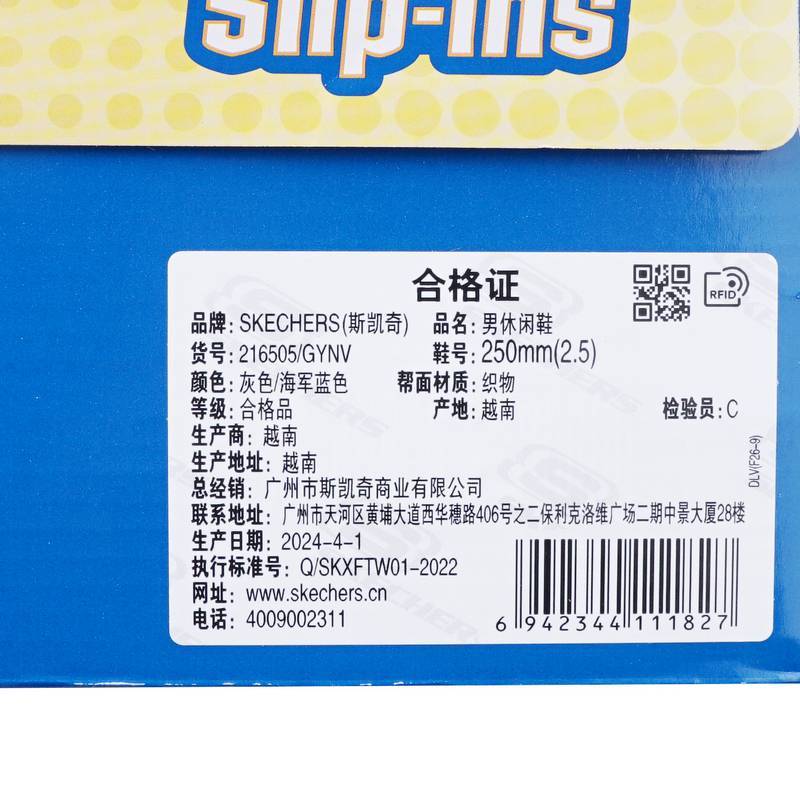 Slip-ins
合格证
RFID
品牌: SKECHERS(斯凯奇) 品名: 男休闲鞋
货号: 216505/GYNV 鞋号: 250mm(2.5)
颜色: 灰色/海军蓝色 帮面材质: 织物
等级: 合格品 产地: 越南 检验员: C
生产商: 越南
生产地址: 越南
总经销: 广州市斯凯奇商业有限公司
联系地址: 广州市天河区黄埔大道西华穗路406号之二保利克洛维广场二期中景大厦28楼
生产日期: 2024-4-1
执行标准号: Q/SKXFTW01-2022
网址: www.skechers.cn
电话: 4009002311
6 942344 111827
DLV(F26-9)
SKECHERS